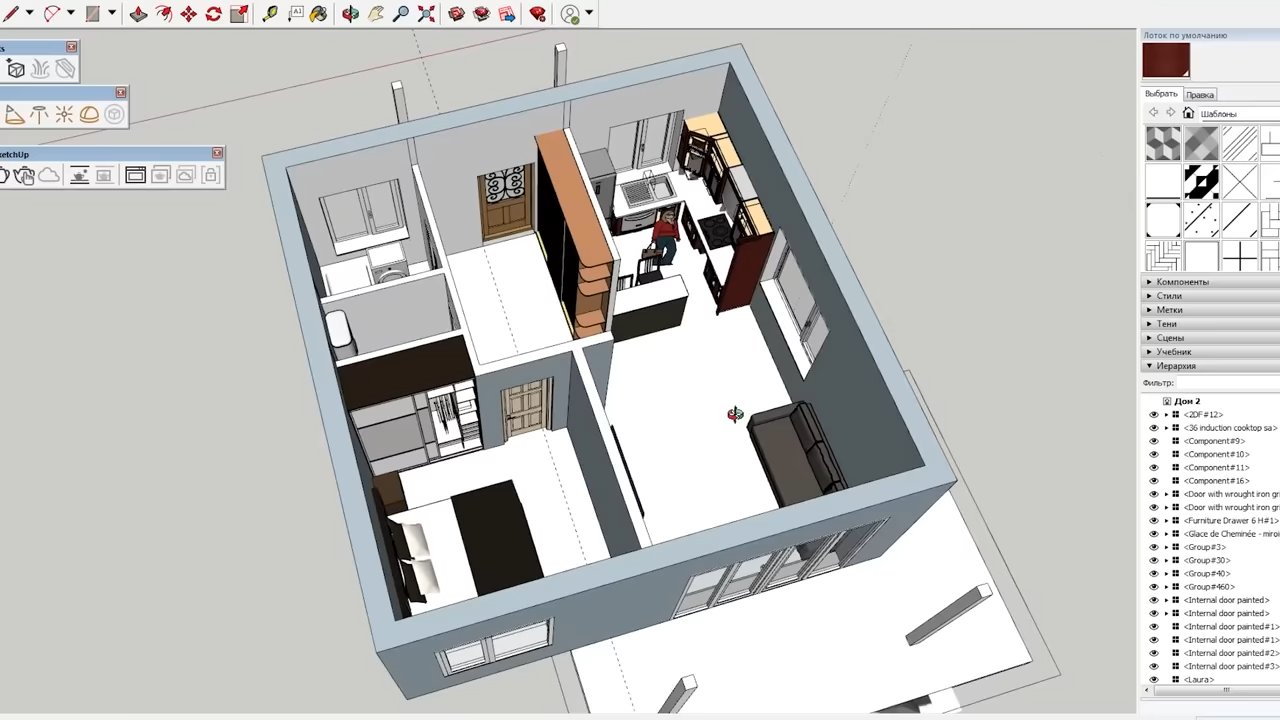 A1
Лоток по умолчанию
Выбрать
Правка
Шаблоны
etchUp
Компоненты
Стили
Метки
Тени
Сцены
Учебник
Иерархия
Фильтр:
Дом 2
<2DF#12>
<36 induction cooktop sa>
<Component#9>
<Component#10>
<Component#11>
<Component#16>
<Door with wrought iron gri
<Door with wrought iron gri
<Furniture Drawer 6 H#1>
<Glace de Cheminée - miroi
<Group#3>
<Group#30>
<Group#40>
<Group#460>
<Internal door painted>
<Internal door painted>
<Internal door painted#1>
<Internal door painted#1>
<Internal door painted#2>
<Internal door painted#3>
<Laura>